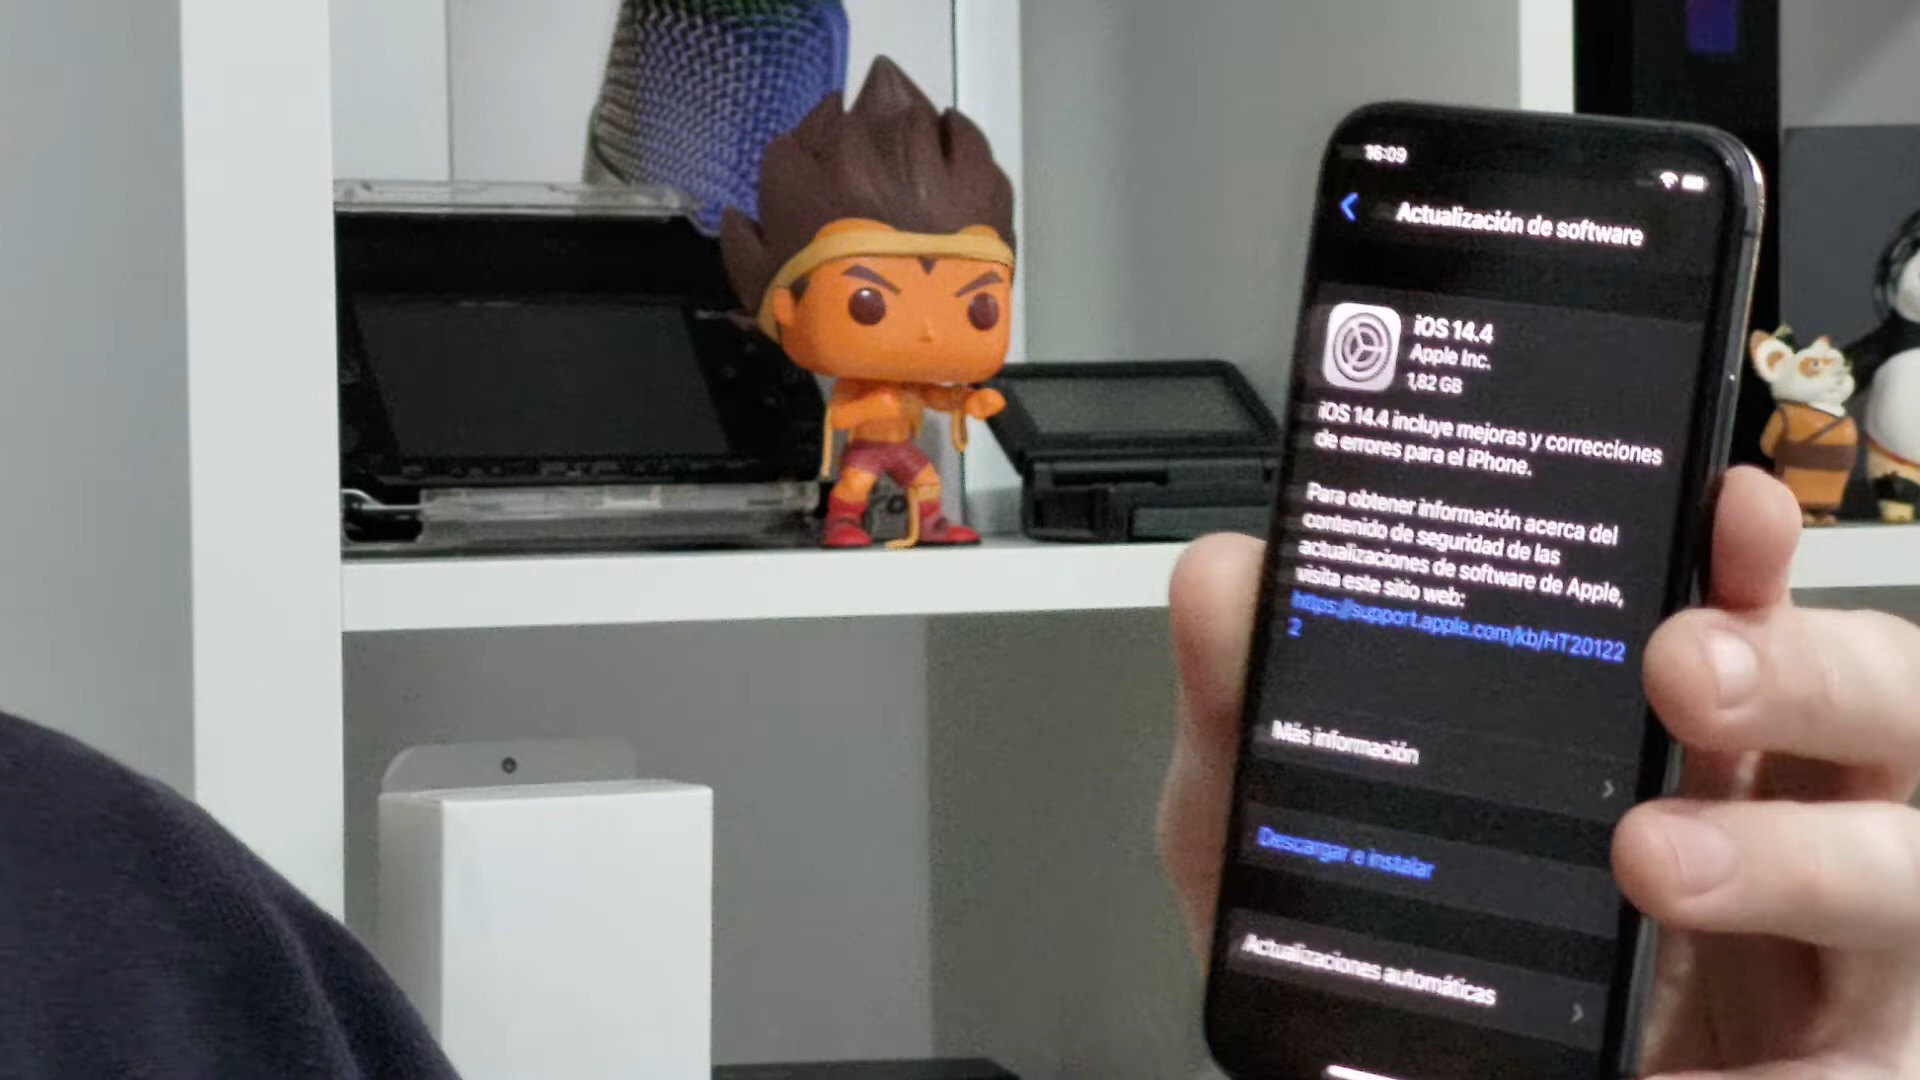 16:09
Actualización de software
iOS 14.4
Apple Inc.
1,82 GB
iOS 14.4 incluye mejoras y correcciones
de errores para el iPhone.
Para obtener información acerca del
contenido de seguridad de las
actualizaciones de software de Apple,
visita este sitio web:
https://support.apple.com/kb/HT20122
2
Más información
Descargar e instalar
Actualizaciones automáticas